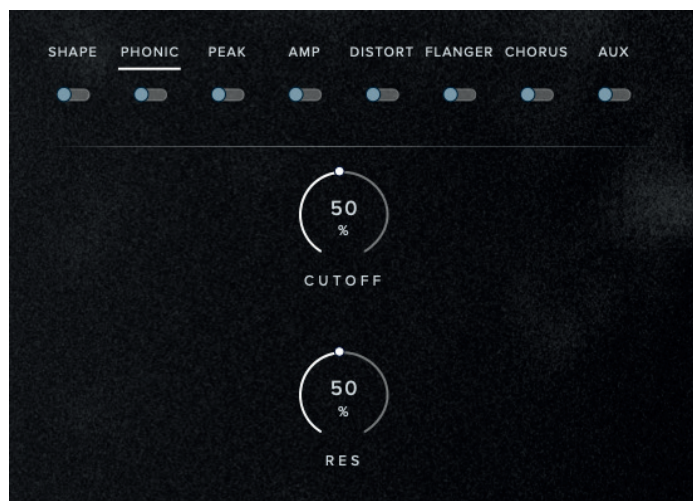 SHAPE PHONIC PEAK AMP DISTORT FLANGER CHORUS AUX
50
%
CUTOFF
50
%
RES